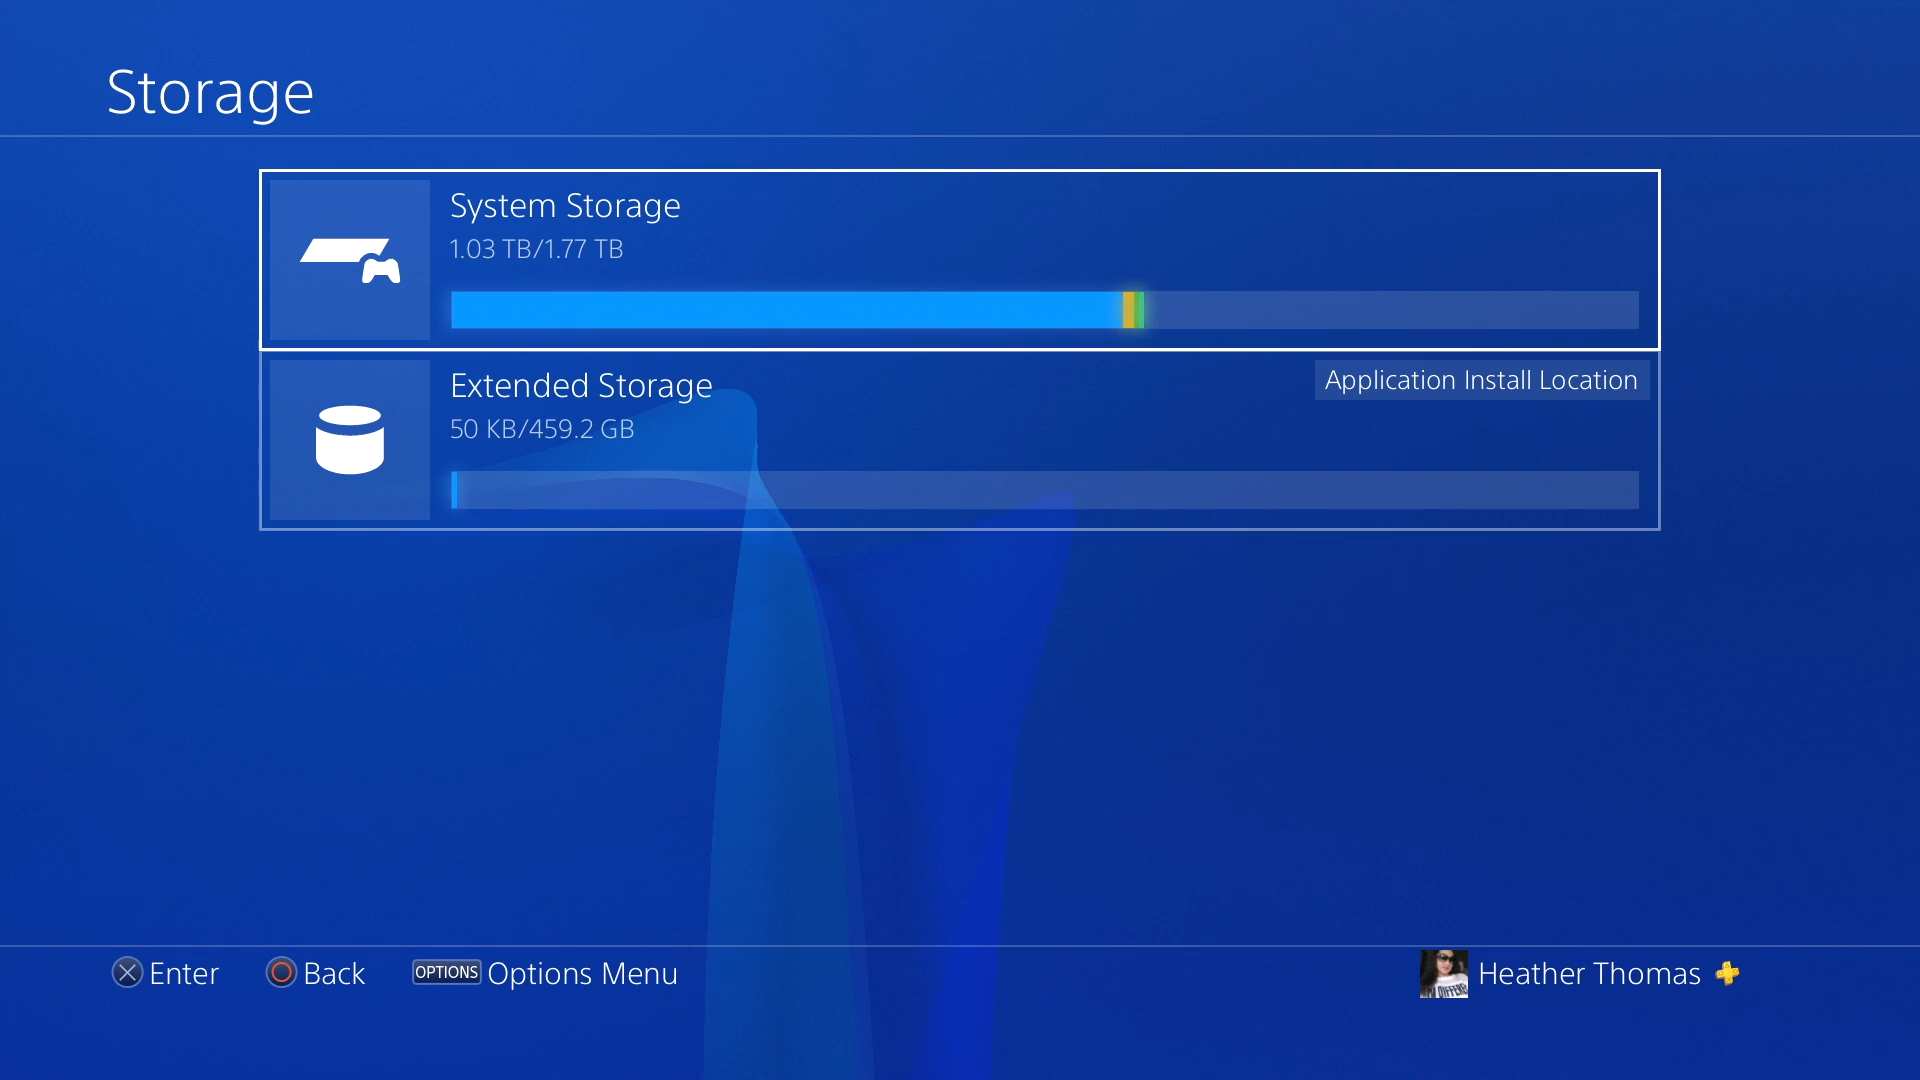 Storage
System Storage
1.03 TB/1.77 TB
Extended Storage
Application Install Location
50 KB/459.2 GB
Enter
Back
OPTIONS Options Menu
Heather Thomas